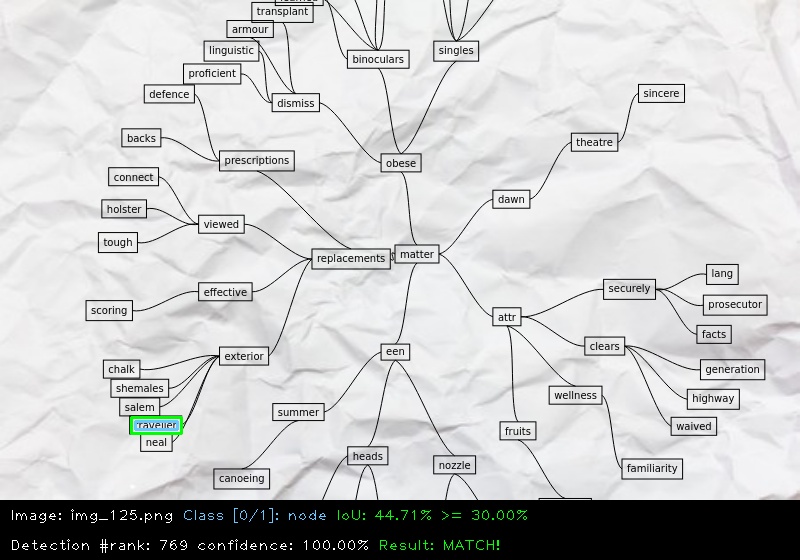 transplant
armour
linguistic
binoculars
singles
proficient
defence
dismiss
sincere
backs
theatre
prescriptions
obese
connect
dawn
holster
viewed
tough
replacements
matter
lang
securely
effective
prosecutor
scoring
attr
facts
exterior
een
clears
chalk
generation
shemales
wellness
highway
salem
summer
traveller
waived
fruits
neal
heads
nozzle
familiarity
canoeing
Image: img_125.png Class [0/1]: node IoU: 44.71% >= 30.00%
Detection #rank: 769 confidence: 100.00% Result: MATCH!